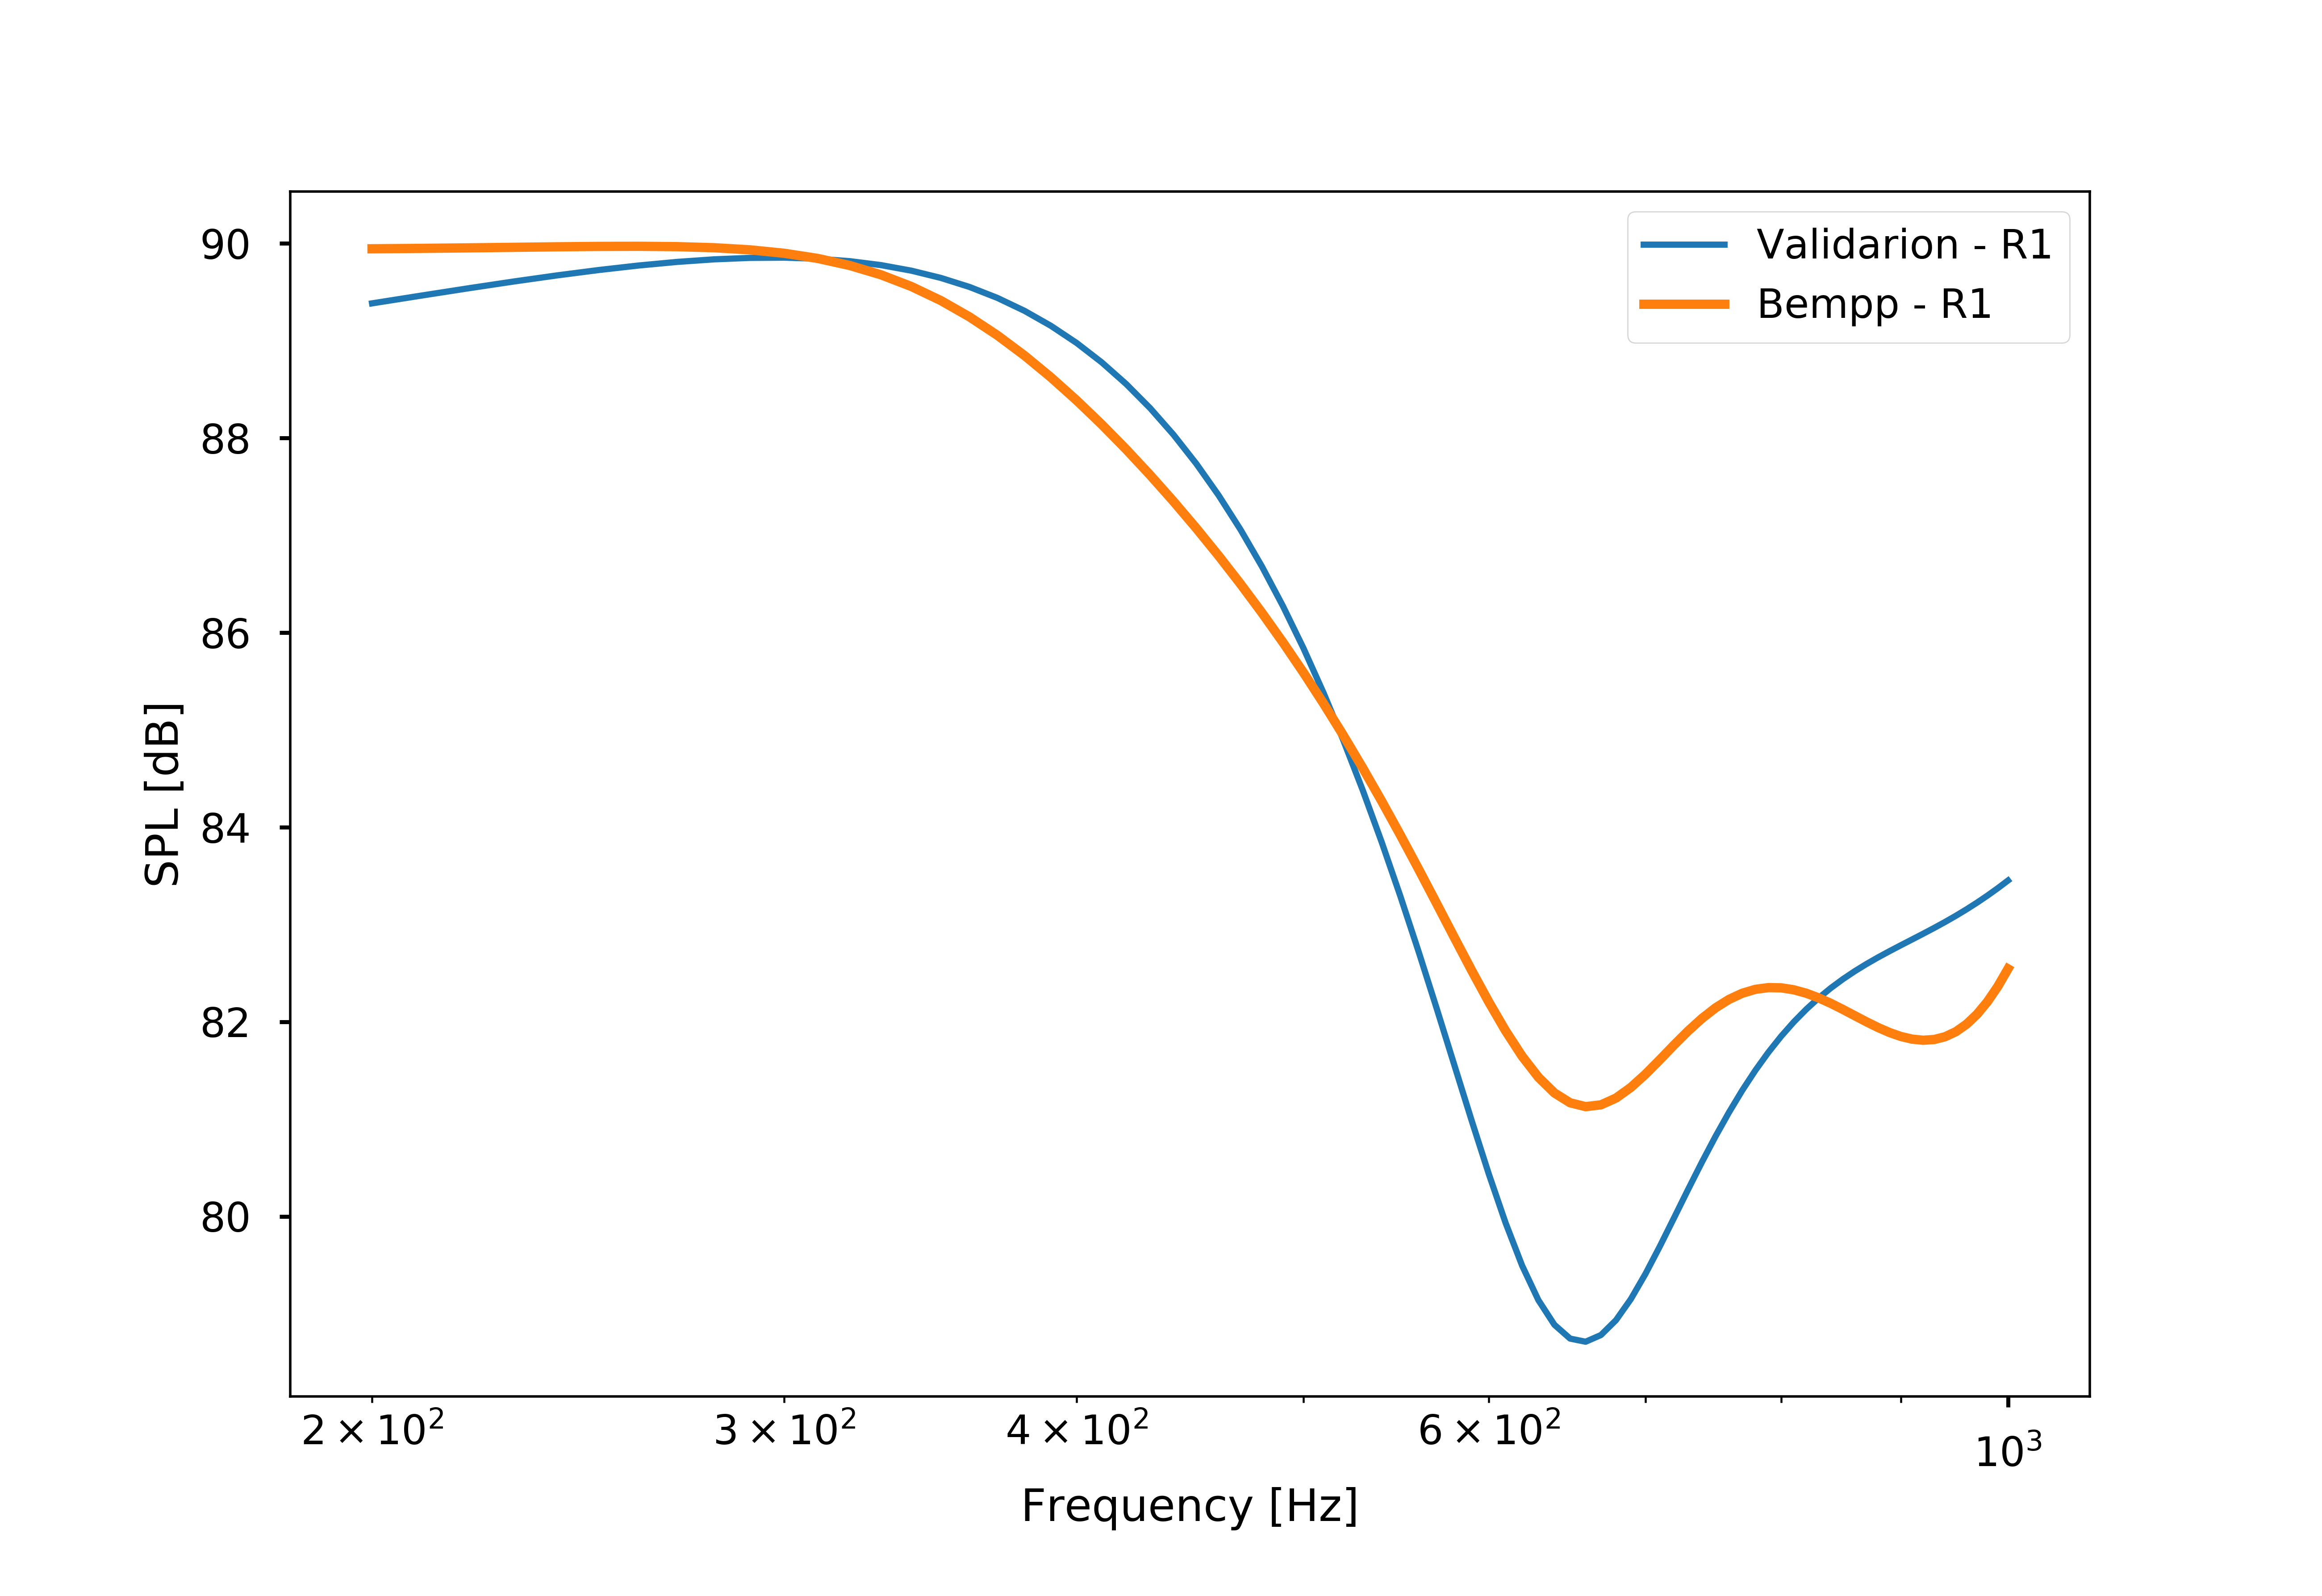 Validarion - R1
Bempp - R1
90
88
86
84
82
80
SPL [dB]
2 × 10²
3 × 10²
4 × 10²
6 × 10²
10³
Frequency [Hz]